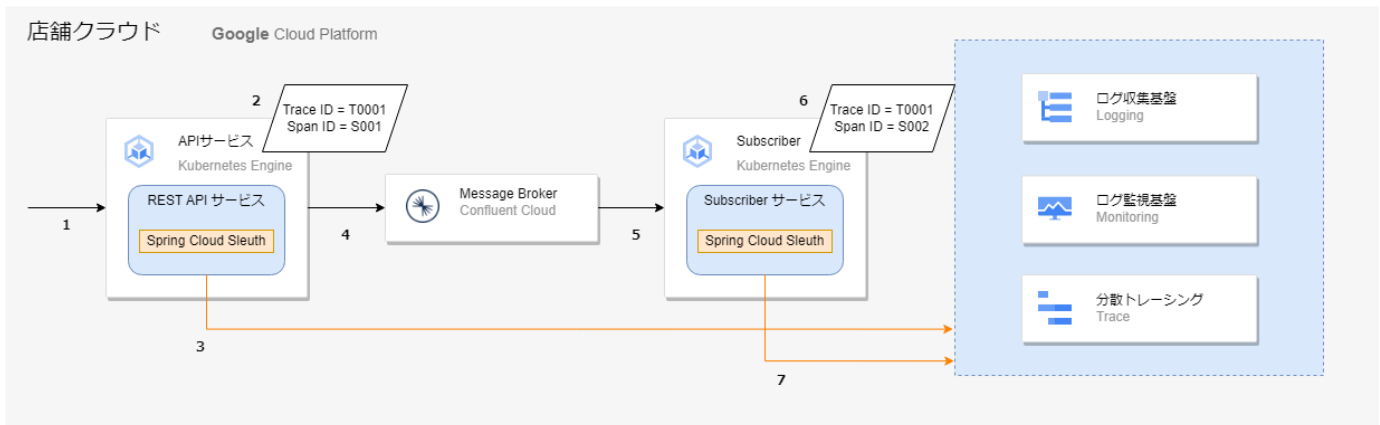 店舗クラウド
Google Cloud Platform
1
2
Trace ID = T0001
Span ID = S001
APIサービス
Kubernetes Engine
REST API サービス
Spring Cloud Sleuth
3
4
Message Broker
Confluent Cloud
5
6
Trace ID = T0001
Span ID = S002
Subscriber
Kubernetes Engine
Subscriber サービス
Spring Cloud Sleuth
7
ログ収集基盤
Logging
ログ監視基盤
Monitoring
分散トレーシング
Trace